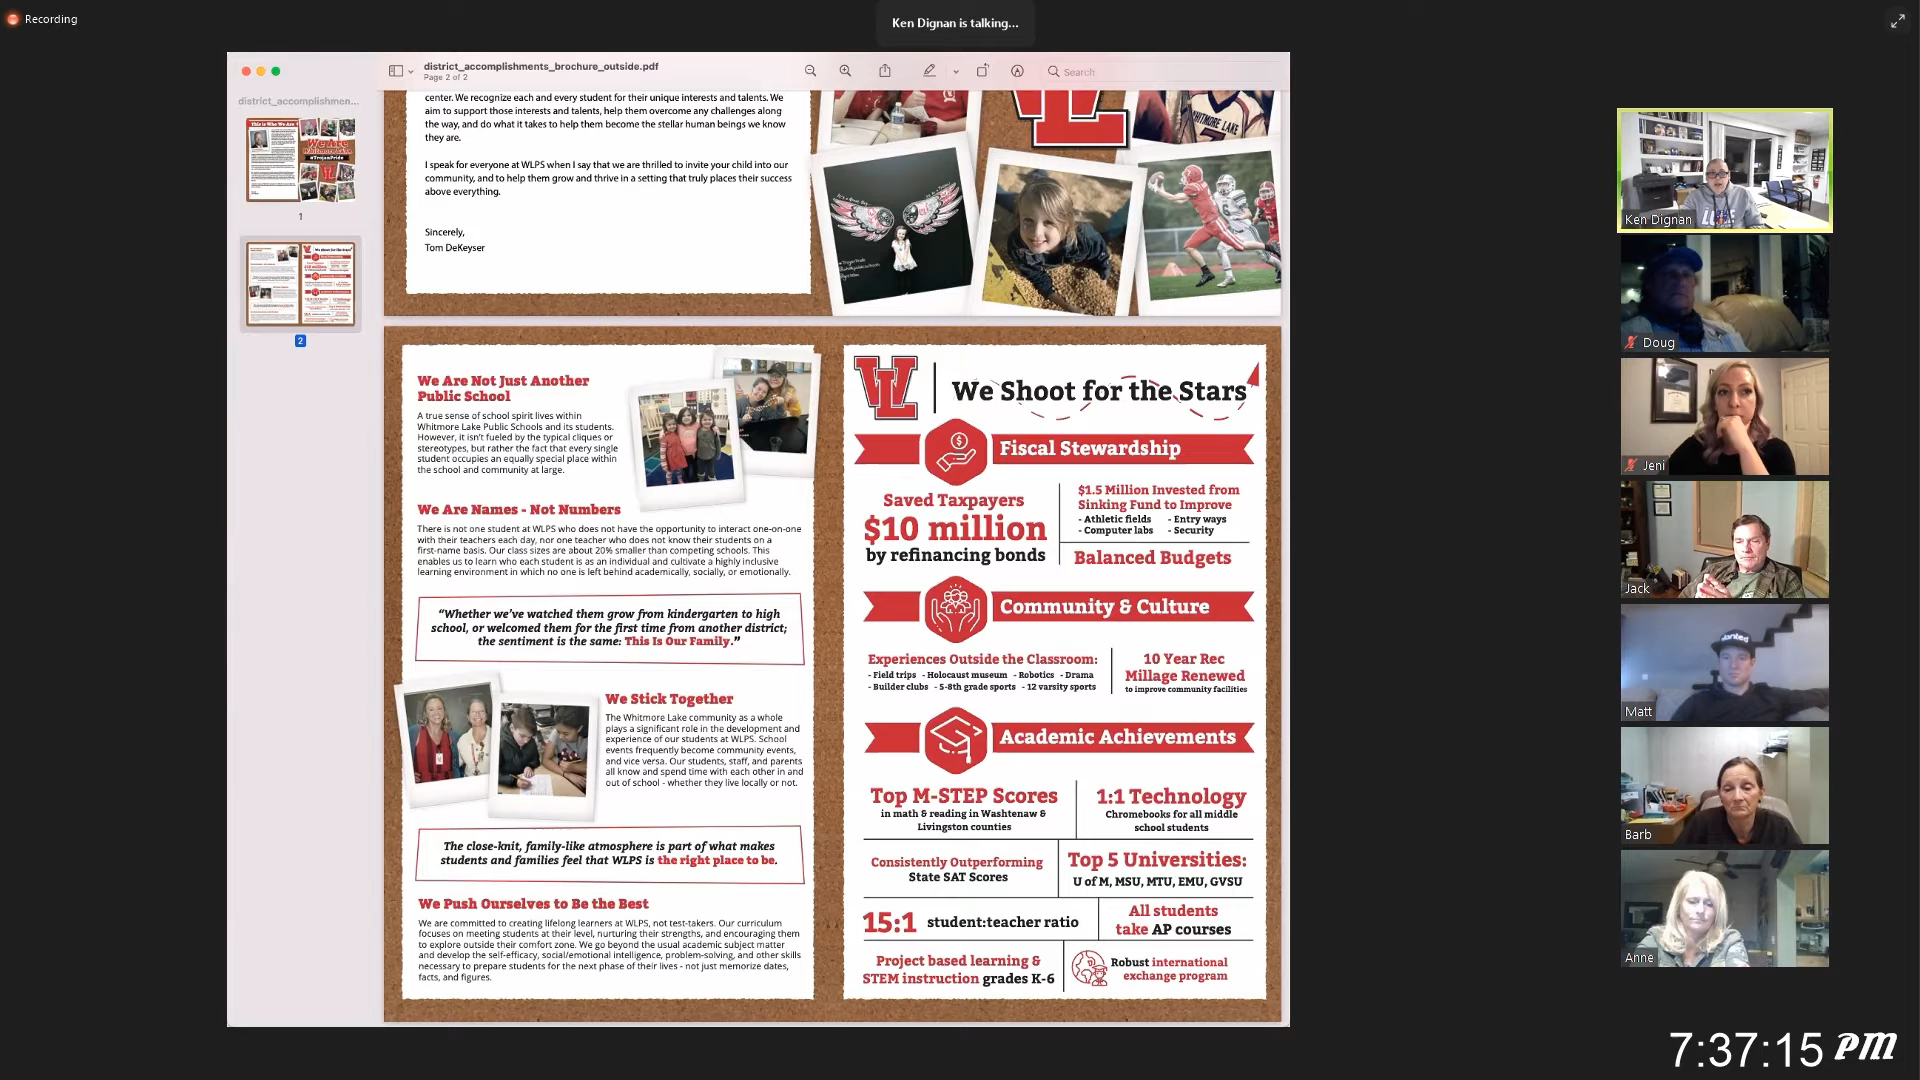 Recording
Ken Dignan is talking...
district_accomplishments_brochure_outside.pdf
Page 2 of 2
Search
district_accomplishmen...
This is Who We Are
We Are
Whitmore Lake
#TrojanPride
1
2
center. We recognize each and every student for their unique interests and talents. We
aim to support those interests and talents, help them overcome any challenges along
the way, and do what it takes to help them become the stellar human beings we know
they are.
I speak for everyone at WLPS when I say that we are thrilled to invite your child into our
community, and to help them grow and thrive in a setting that truly places their success
above everything.
Sincerely,
Tom DeKeyser
WL
WHITMORE LAKE
We Are Not Just Another
Public School
A true sense of school spirit lives within
Whitmore Lake Public Schools and its students.
However, it isn't fueled by the typical cliques or
stereotypes, but rather the fact that every single
student occupies an equally special place within
the school and community at large.
We Are Names - Not Numbers
There is not one student at WLPS who does not have the opportunity to interact one-on-one
with their teachers each day, nor one teacher who does not know their students on a
first-name basis. Our class sizes are about 20% smaller than competing schools. This
enables us to learn who each student is as an individual and cultivate a highly inclusive
learning environment in which no one is left behind academically, socially, or emotionally.
"Whether we've watched them grow from kindergarten to high
school, or welcomed them for the first time from another district;
the sentiment is the same: This Is Our Family."
We Stick Together
The Whitmore Lake community as a whole
plays a significant role in the development and
experience of our students at WLPS. School
events frequently become community events,
and vice versa. Our students, staff, and parents
all know and spend time with each other in and
out of school - whether they live locally or not.
The close-knit, family-like atmosphere is part of what makes
students and families feel that WLPS is the right place to be.
We Push Ourselves to Be the Best
We are committed to creating lifelong learners at WLPS, not test-takers. Our curriculum
focuses on meeting students at their level, nurturing their strengths, and encouraging them
to explore outside their comfort zone. We go beyond the usual academic subject matter
and develop the self-efficacy, social/emotional intelligence, problem-solving, and other skills
necessary to prepare students for the next phase of their lives - not just memorize dates,
facts, and figures.
WL
We Shoot for the Stars
Fiscal Stewardship
Saved Taxpayers
$10 million
by refinancing bonds
$1.5 Million Invested from
Sinking Fund to Improve
- Athletic fields - Entry ways
- Computer labs - Security
Balanced Budgets
Community & Culture
Experiences Outside the Classroom:
- Field trips - Holocaust museum - Robotics - Drama
- Builder clubs - 5-8th grade sports - 12 varsity sports
10 Year Rec
Millage Renewed
to improve community facilities
Academic Achievements
Top M-STEP Scores
in math & reading in Washtenaw &
Livingston counties
1:1 Technology
Chromebooks for all middle
school students
Consistently Outperforming
State SAT Scores
Top 5 Universities:
U of M, MSU, MTU, EMU, GVSU
15:1 student:teacher ratio
All students
take AP courses
Project based learning &
STEM instruction grades K-6
Robust international
exchange program
Ken Dignan
Doug
Jeni
Jack
Matt
Barb
Anne
7:37:15 pm